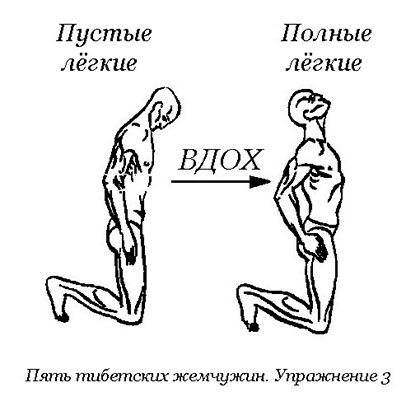 Пустые
лёгкие
Полные
лёгкие
ВДОХ
Пять тибетских жемчужин. Упражнение 3